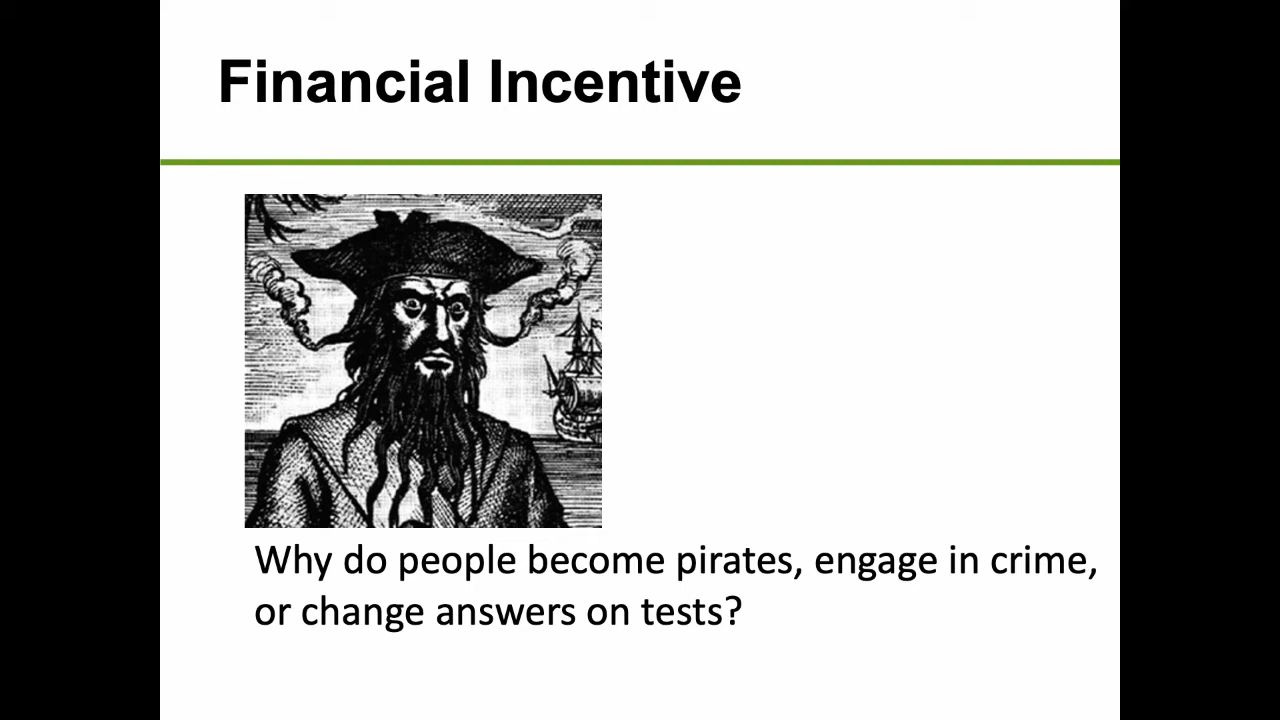 Financial Incentive
Why do people become pirates, engage in crime,
or change answers on tests?